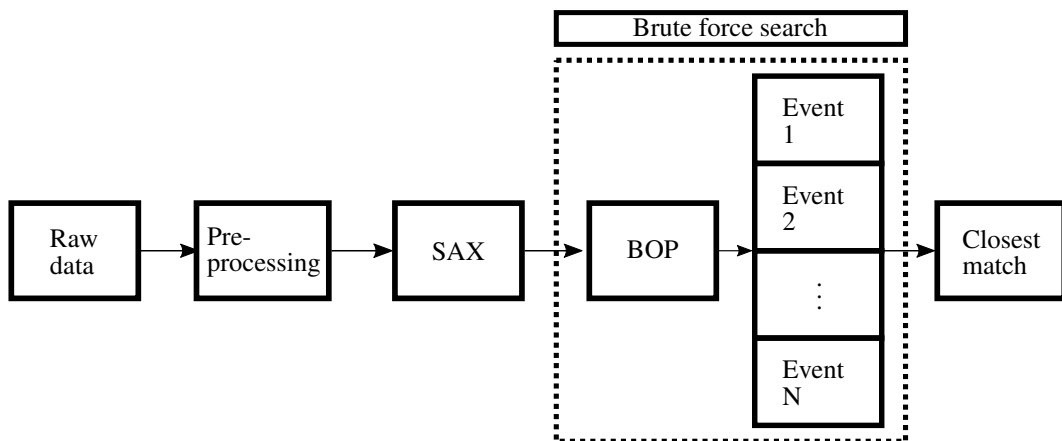 Brute force search
Raw
data
Pre-
processing
SAX
BOP
Event
1
Event
2
⋮
Event
N
Closest
match